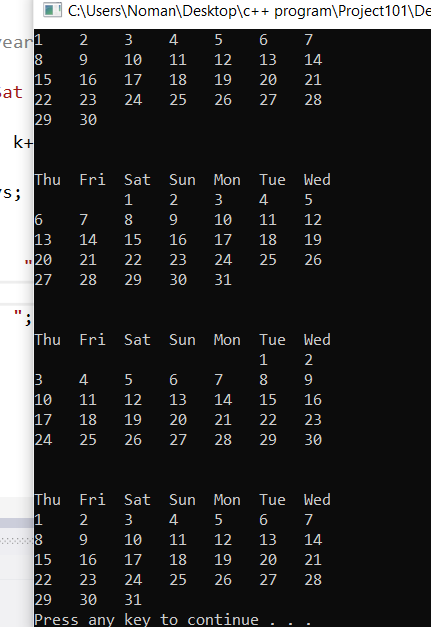 C:\Users\Noman\Desktop\c++ program\Project101\De
year
1 2 3 4 5 6 7
8 9 10 11 12 13 14
Sat
15 16 17 18 19 20 21
22 23 24 25 26 27 28
29 30
k+
Thu Fri Sat Sun Mon Tue Wed
s;
1 2 3 4 5
6 7 8 9 10 11 12
13 14 15 16 17 18 19
"
20 21 22 23 24 25 26
27 28 29 30 31
";
Thu Fri Sat Sun Mon Tue Wed
1 2
3 4 5 6 7 8 9
10 11 12 13 14 15 16
17 18 19 20 21 22 23
24 25 26 27 28 29 30
Thu Fri Sat Sun Mon Tue Wed
1 2 3 4 5 6 7
8 9 10 11 12 13 14
15 16 17 18 19 20 21
22 23 24 25 26 27 28
29 30 31
Press any key to continue . . .